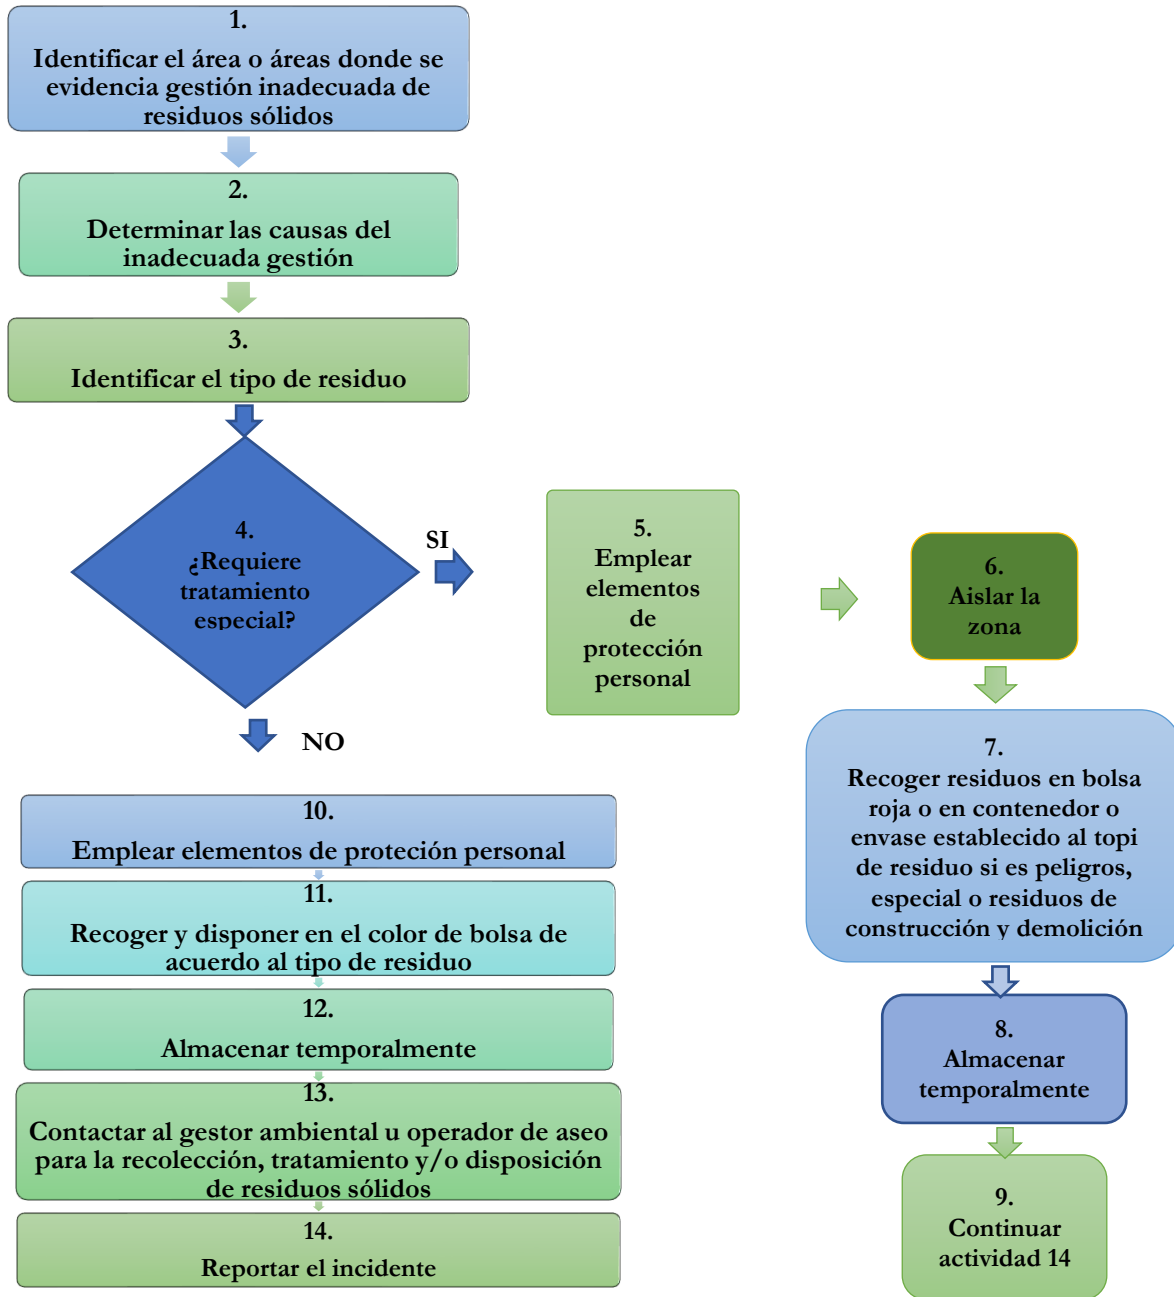 1.
Identificar el área o áreas donde se
evidencia gestión inadecuada de
residuos sólidos
2.
Determinar las causas del
inadecuada gestión
3.
Identificar el tipo de residuo
4.
¿Requiere
tratamiento
especial?
SI
5.
Emplear
elementos
de
protección
personal
6.
Aislar la
zona
7.
Recoger residuos en bolsa
roja o en contenedor o
envase establecido al topi
de residuo si es peligros,
especial o residuos de
construcción y demolición
8.
Almacenar
temporalmente
9.
Continuar
actividad 14
NO
10.
Emplear elementos de proteción personal
11.
Recoger y disponer en el color de bolsa de
acuerdo al tipo de residuo
12.
Almacenar temporalmente
13.
Contactar al gestor ambiental u operador de aseo
para la recolección, tratamiento y/o disposición
de residuos sólidos
14.
Reportar el incidente